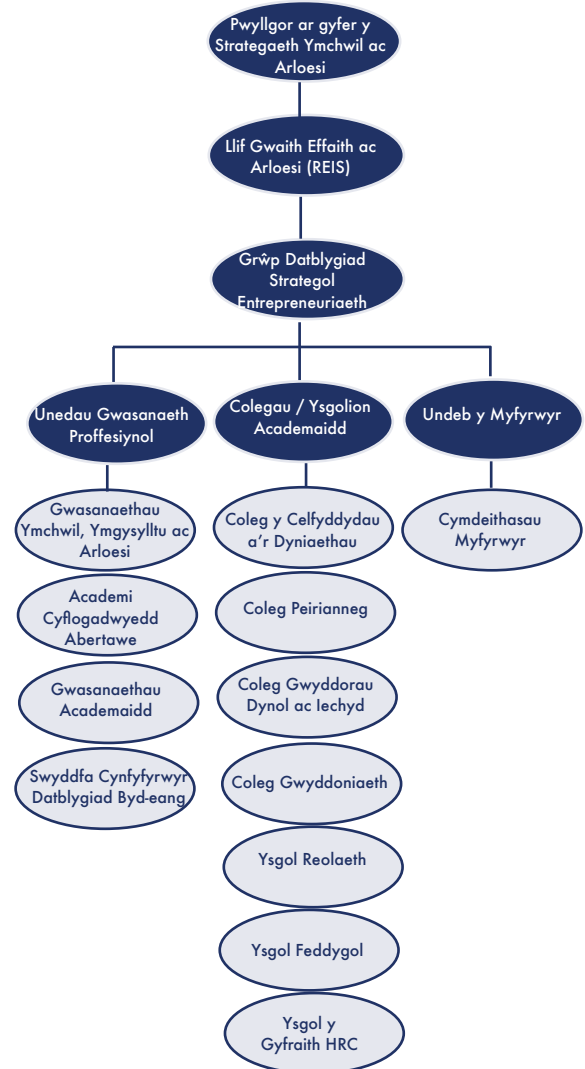 Pwyllgor ar gyfer y
Strategaeth Ymchwil ac
Arloesi
Llif Gwaith Effaith ac
Arloesi (REIS)
Grŵp Datblygiad
Strategol
Entrepreneuriaeth
Unedau Gwasanaeth
Proffesiynol
Colegau / Ysgolion
Academaidd
Undeb y Myfyrwyr
Gwasanaethau
Ymchwil, Ymgysylltu ac
Arloesi
Academi
Cyflogadwyedd
Abertawe
Gwasanaethau
Academaidd
Swyddfa Cynfyfyrwyr
Datblygiad Byd-eang
Coleg y Celfyddydau
a'r Dyniaethau
Coleg Peirianneg
Coleg Gwyddorau
Dynol ac Iechyd
Coleg Gwyddoniaeth
Ysgol Reolaeth
Ysgol Feddygol
Ysgol y
Gyfraith HRC
Cymdeithasau
Myfyrwyr